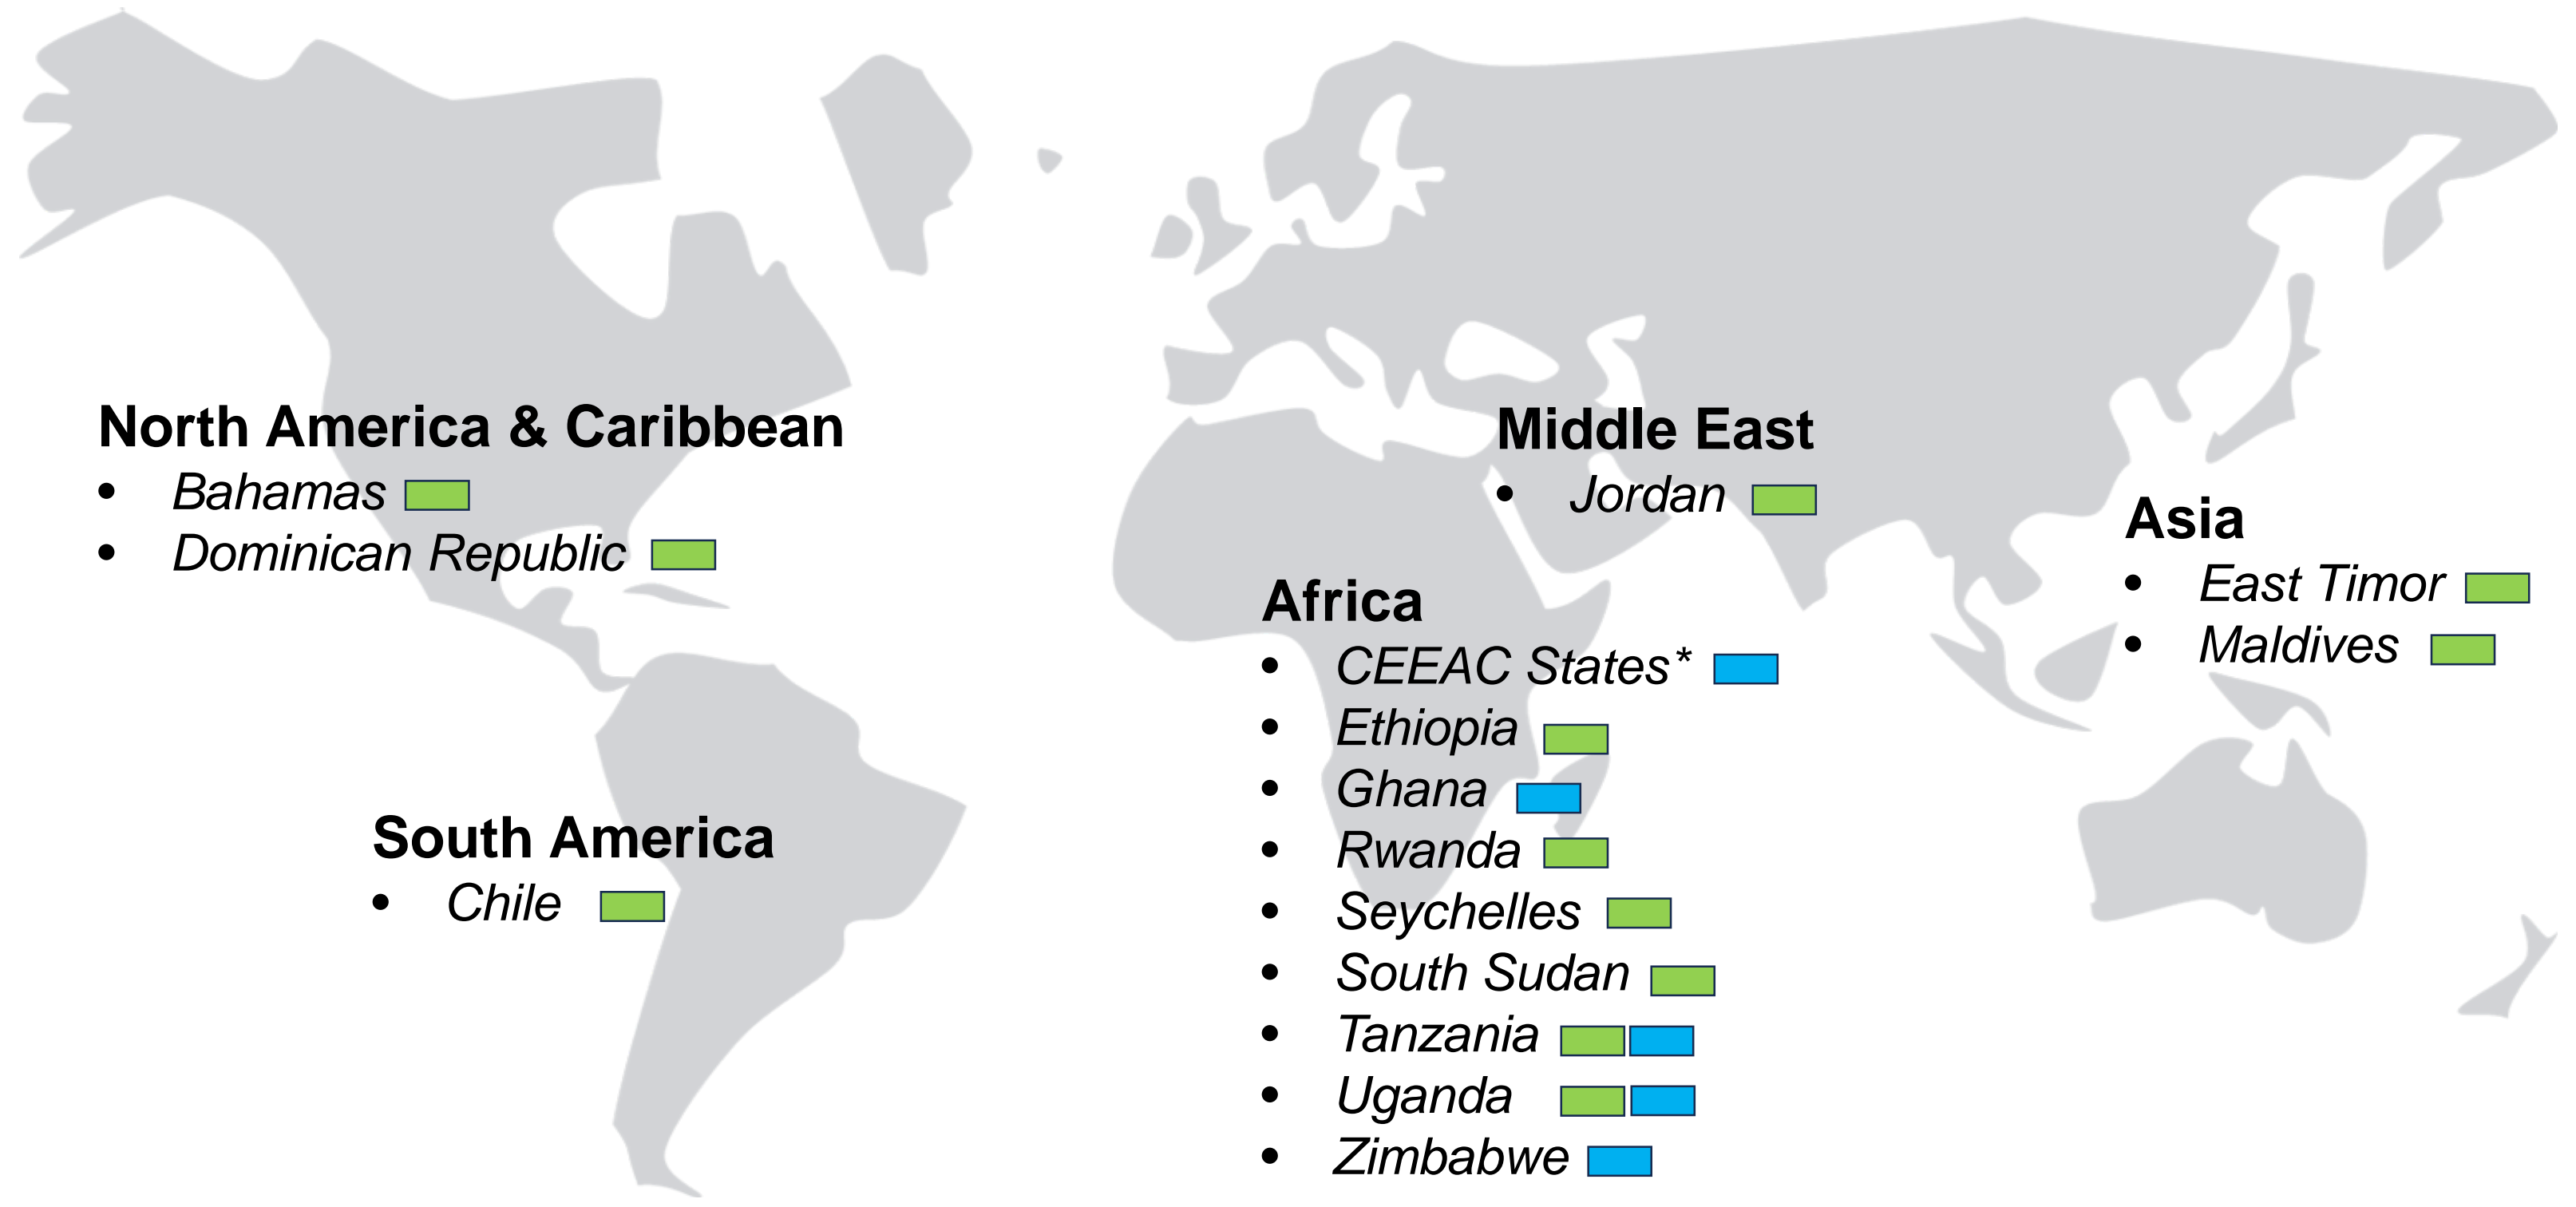 North America & Caribbean
• Bahamas
• Dominican Republic
South America
• Chile
Middle East
• Jordan
Africa
• CEEAC States*
• Ethiopia
• Ghana
• Rwanda
• Seychelles
• South Sudan
• Tanzania
• Uganda
• Zimbabwe
Asia
• East Timor
• Maldives